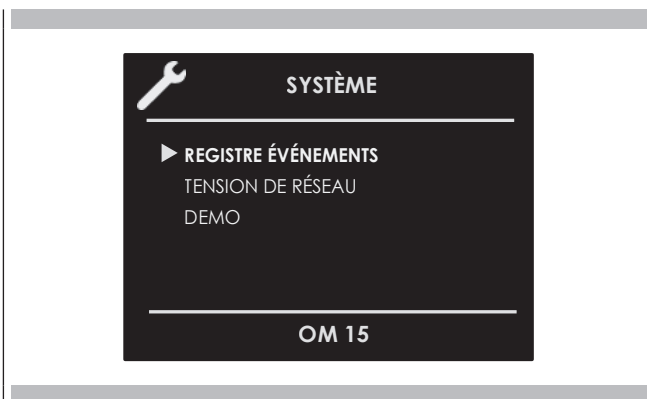 SYSTÈME
REGISTRE ÉVÉNEMENTS
TENSION DE RÉSEAU
DEMO
OM 15